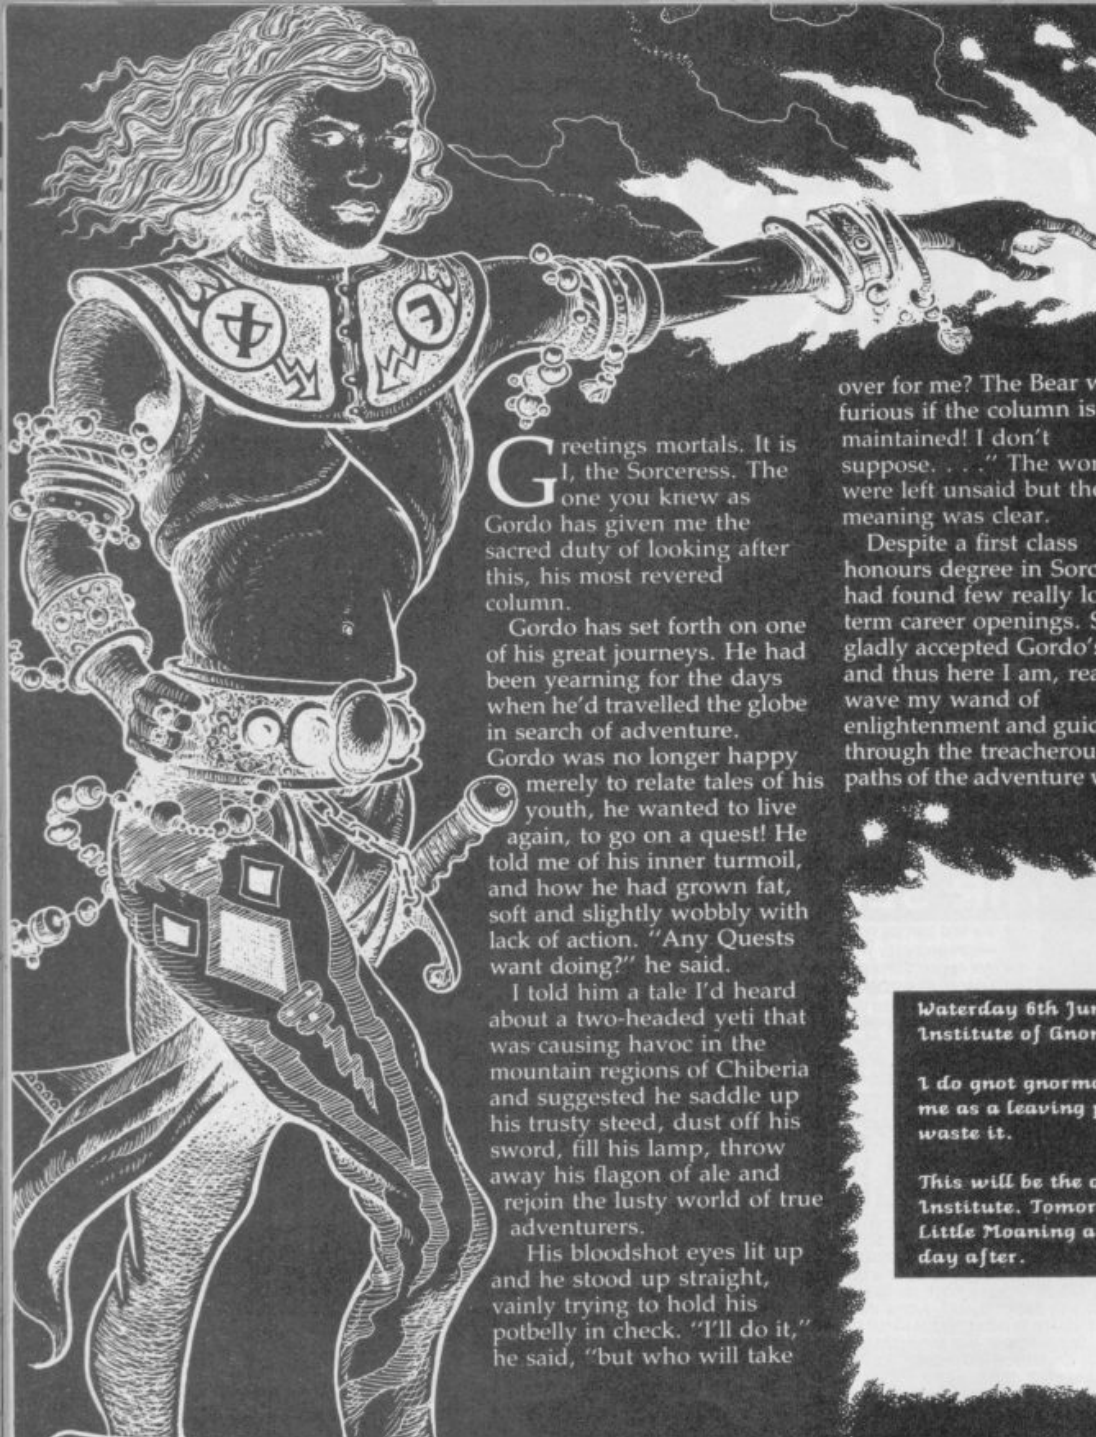 Greetings mortals. It is
I, the Sorceress. The
one you knew as
Gordo has given me the
sacred duty of looking after
this, his most revered
column.
Gordo has set forth on one
of his great journeys. He had
been yearning for the days
when he'd travelled the globe
in search of adventure.
Gordo was no longer happy
merely to relate tales of his
youth, he wanted to live
again, to go on a quest! He
told me of his inner turmoil,
and how he had grown fat,
soft and slightly wobbly with
lack of action. "Any Quests
want doing?" he said.
I told him a tale I'd heard
about a two-headed yeti that
was causing havoc in the
mountain regions of Chiberia
and suggested he saddle up
his trusty steed, dust off his
sword, fill his lamp, throw
away his flagon of ale and
rejoin the lusty world of true
adventurers.
His bloodshot eyes lit up
and he stood up straight,
vainly trying to hold his
potbelly in check. "I'll do it,"
he said, "but who will take
over for me? The Bear
furious if the column is
maintained! I don't
suppose. . . ." The
were left unsaid but
meaning was clear.
Despite a first class
honours degree in
had found few really
term career openings.
gladly accepted Gordo's
and thus here I am,
wave my wand of
enlightenment and
through the
paths of the adventure
Waterday 6th
Institute of
I do gnot
me as a leaving
waste it.
This will be the
Institute.
Little Moaning
day after.